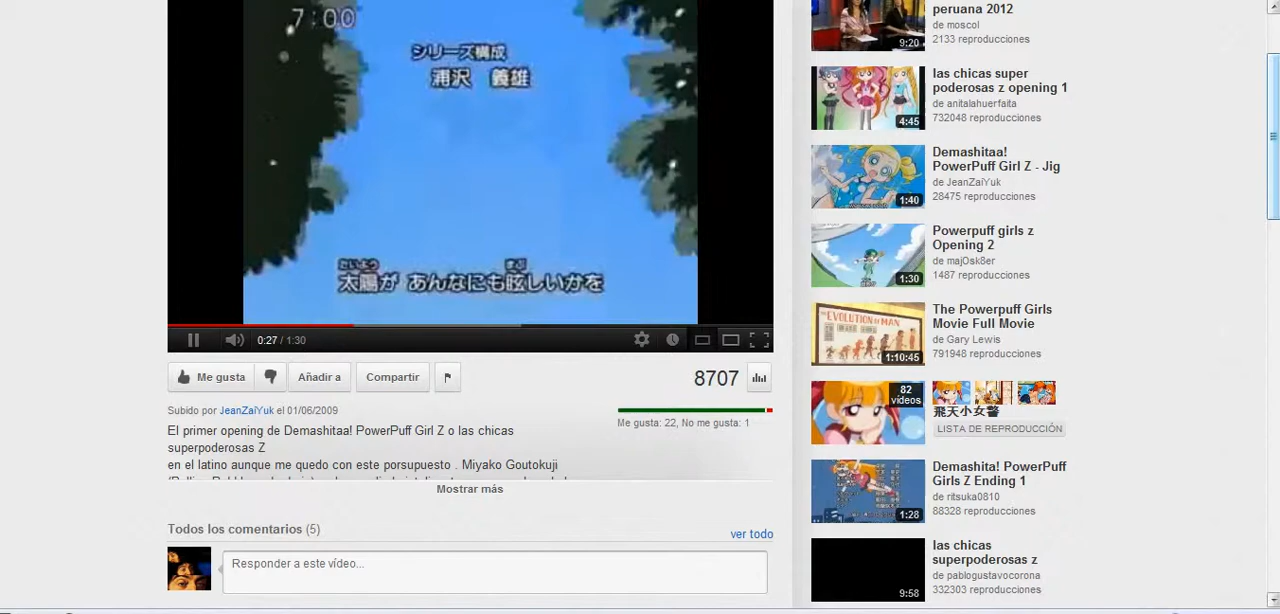 7:00
シリーズ構成
浦沢 義雄
たいよう まぶ
太陽が あんなにも眩しいかを
0:27 / 1:30
Me gusta
Añadir a
Compartir
8707
Subido por JeanZaiYuk el 01/06/2009
Me gusta: 22, No me gusta: 1
El primer opening de Demashitaa! PowerPuff Girl Z o las chicas
superpoderosas Z
en el latino aunque me quedo con este porsupuesto . Miyako Goutokuji
Mostrar más
Todos los comentarios (5)
ver todo
Responder a este vídeo...
peruana 2012
de moscol
2133 reproducciones
9:20
las chicas super
poderosas z opening 1
de anitalahuerfaita
732048 reproducciones
4:45
Demashitaa!
PowerPuff Girl Z - Jig
de JeanZaiYuk
28475 reproducciones
1:40
Powerpuff girls z
Opening 2
de majOsk8er
1487 reproducciones
1:30
The Powerpuff Girls
Movie Full Movie
de Gary Lewis
791948 reproducciones
EVOLUTION OF MAN
1:10:45
82
videos
飛天小女警
LISTA DE REPRODUCCIÓN
Demashita! PowerPuff
Girls Z Ending 1
de ritsuka0810
88328 reproducciones
1:28
las chicas
superpoderosas z
de pablogustavocorona
332303 reproducciones
9:58